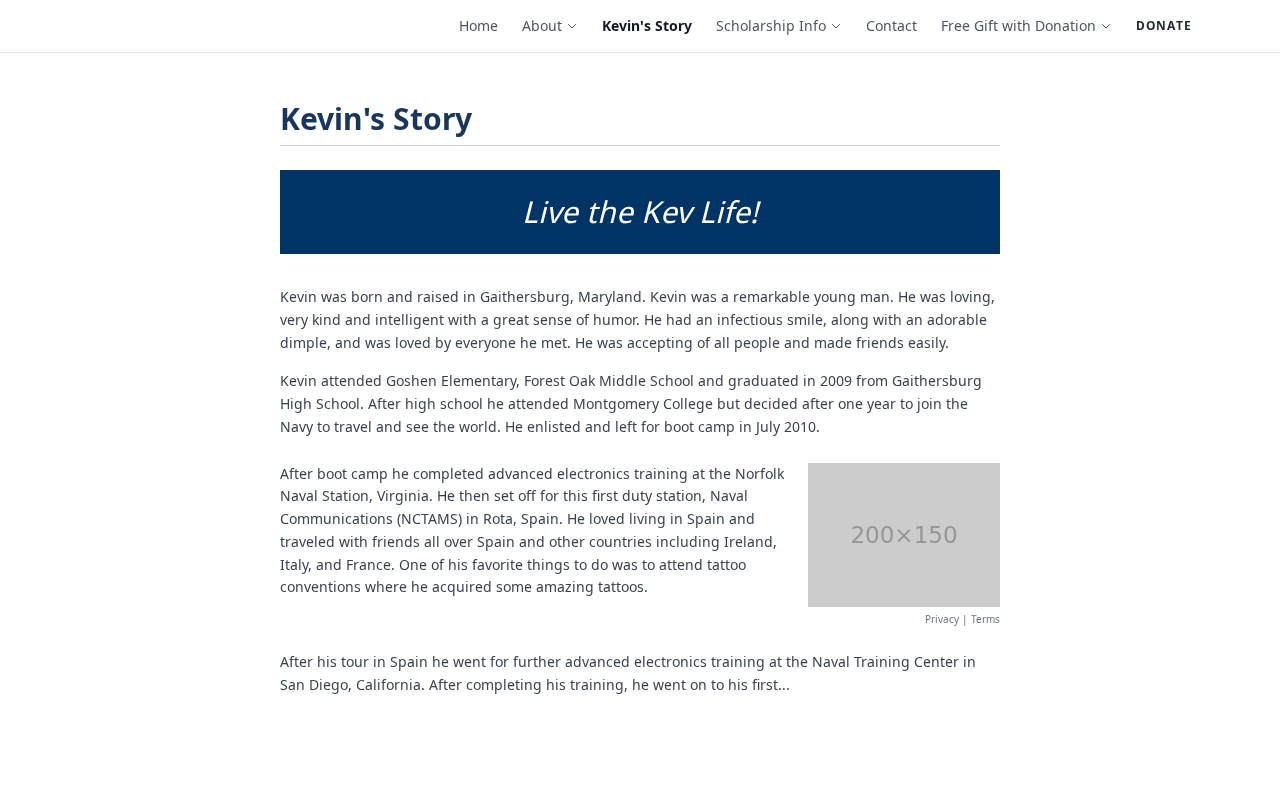 Home About Kevin's Story Scholarship Info Contact Free Gift with Donation DONATE
Kevin's Story
Live the Kev Life!
Kevin was born and raised in Gaithersburg, Maryland. Kevin was a remarkable young man. He was loving,
very kind and intelligent with a great sense of humor. He had an infectious smile, along with an adorable
dimple, and was loved by everyone he met. He was accepting of all people and made friends easily.
Kevin attended Goshen Elementary, Forest Oak Middle School and graduated in 2009 from Gaithersburg
High School. After high school he attended Montgomery College but decided after one year to join the
Navy to travel and see the world. He enlisted and left for boot camp in July 2010.
After boot camp he completed advanced electronics training at the Norfolk
Naval Station, Virginia. He then set off for this first duty station, Naval
Communications (NCTAMS) in Rota, Spain. He loved living in Spain and
traveled with friends all over Spain and other countries including Ireland,
Italy, and France. One of his favorite things to do was to attend tattoo
conventions where he acquired some amazing tattoos.
200×150
Privacy | Terms
After his tour in Spain he went for further advanced electronics training at the Naval Training Center in
San Diego, California. After completing his training, he went on to his first...